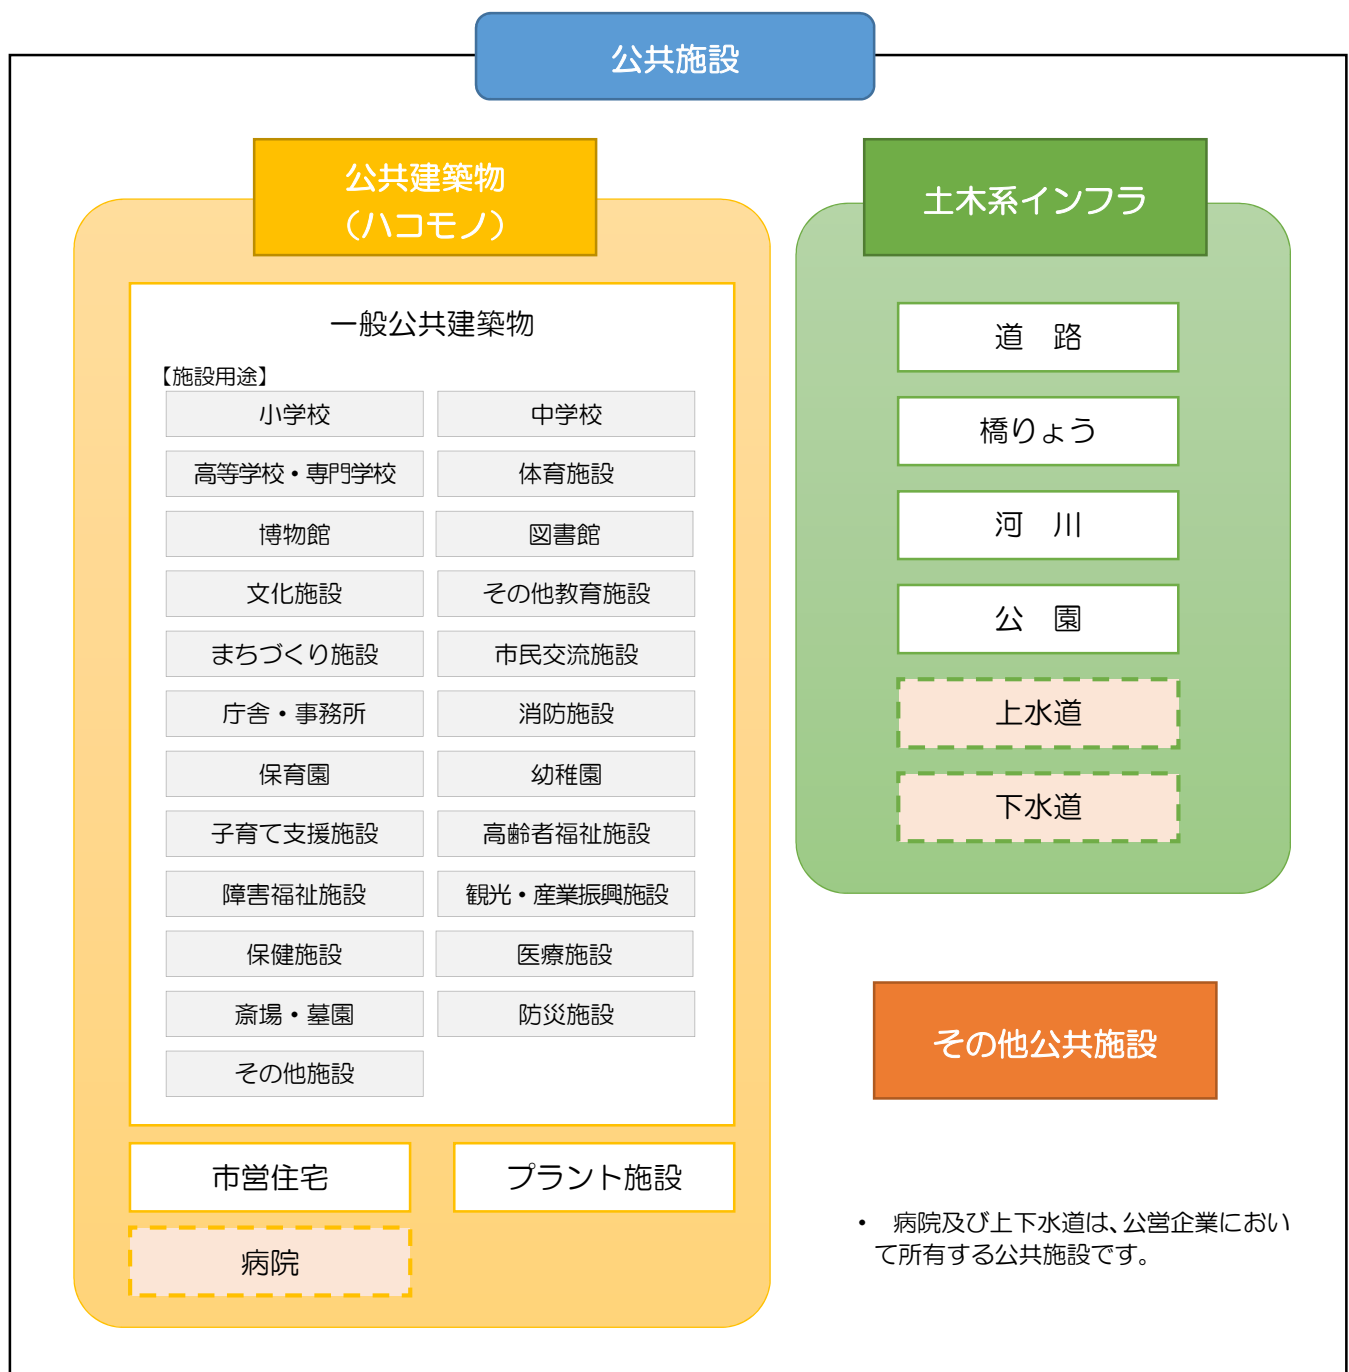 公共施設
公共建築物
（ハコモノ）
一般公共建築物
【施設用途】
小学校
中学校
高等学校・専門学校
体育施設
博物館
図書館
文化施設
その他教育施設
まちづくり施設
市民交流施設
庁舎・事務所
消防施設
保育園
幼稚園
子育て支援施設
高齢者福祉施設
障害福祉施設
観光・産業振興施設
保健施設
医療施設
斎場・墓園
防災施設
その他施設
市営住宅
プラント施設
病院
土木系インフラ
道　路
橋りょう
河　川
公　園
上水道
下水道
その他公共施設
・　病院及び上下水道は、公営企業におい
て所有する公共施設です。